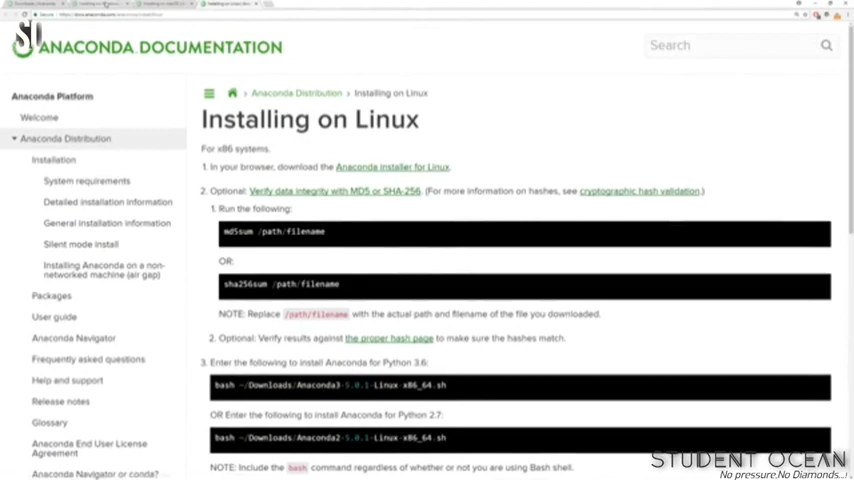 Installing on Linux
Secure
SU
ANACONDA DOCUMENTATION
Search
Anaconda Platform
Welcome
Anaconda Distribution
Installation
System requirements
Detailed installation information
General installation information
Silent mode install
Installing Anaconda on a non-
networked machine (air gap)
Packages
User guide
Anaconda Navigator
Frequently asked questions
Help and support
Release notes
Glossary
Anaconda End User License
Agreement
Anaconda Navigator or conda?
> Anaconda Distribution > Installing on Linux
Installing on Linux
For x86 systems.
1. In your browser, download the Anaconda installer for Linux.
2. Optional: Verify data integrity with MD5 or SHA-256. (For more information on hashes, see cryptographic hash validation.)
1. Run the following:
md5sum /path/filename
OR:
sha256sum /path/filename
NOTE: Replace /path/filename with the actual path and filename of the file you downloaded.
2. Optional: Verify results against the proper hash page to make sure the hashes match.
3. Enter the following to install Anaconda for Python 3.6:
bash ~/Downloads/Anaconda3-5.0.1-Linux-x86_64.sh
OR Enter the following to install Anaconda for Python 2.7:
bash ~/Downloads/Anaconda2-5.0.1-Linux-x86_64.sh
NOTE: Include the bash command regardless of whether or not you are using Bash shell.
STUDENT OCEAN
No pressure.No Diamonds...!